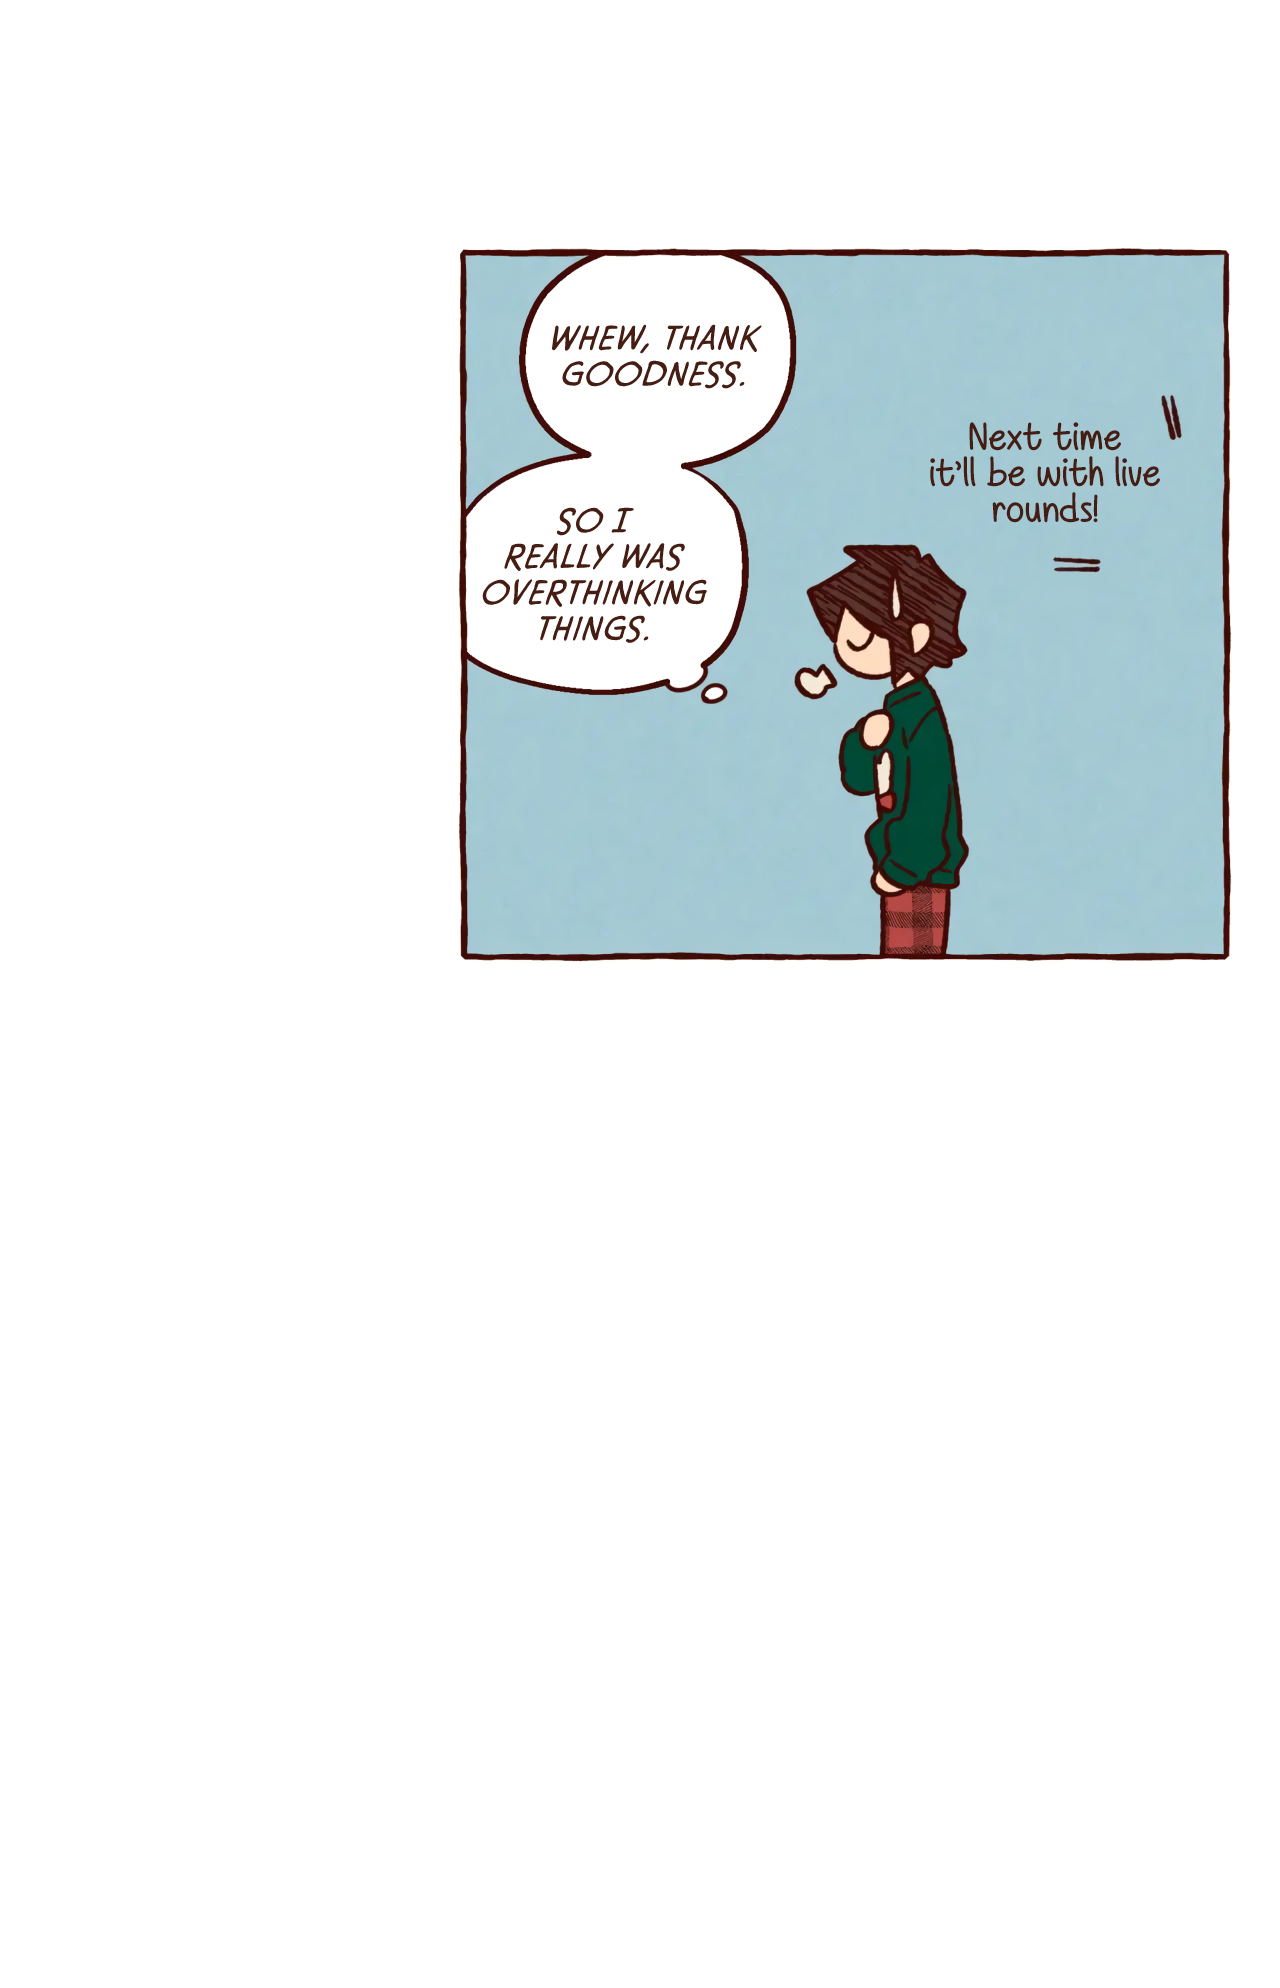 WHEW, THANK
GOODNESS.
SO I
REALLY WAS
OVERTHINKING
THINGS.
Next time
it'll be with live
rounds!